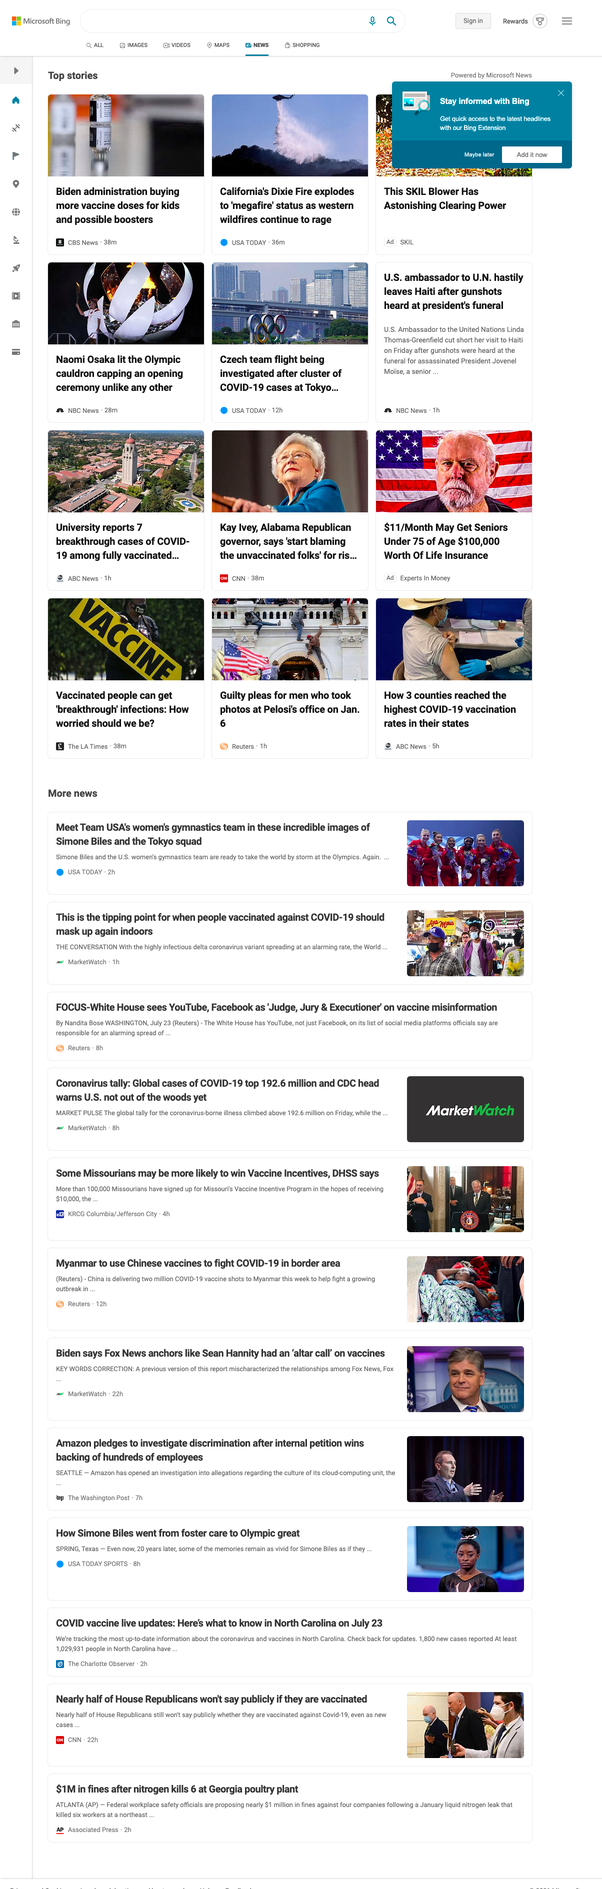 Microsoft Bing
Sign in
Rewards
ALL
IMAGES
VIDEOS
MAPS
NEWS
SHOPPING
Top stories
Powered by Microsoft News
Stay informed with Bing
Get quick access to the latest headlines
with our Bing Extension
Maybe later
Add it now
Biden administration buying
more vaccine doses for kids
and possible boosters
CBS News · 38m
California's Dixie Fire explodes
to 'megafire' status as western
wildfires continue to rage
USA TODAY · 36m
This SKIL Blower Has
Astonishing Clearing Power
Ad SKIL
Naomi Osaka lit the Olympic
cauldron capping an opening
ceremony unlike any other
NBC News · 28m
Czech team flight being
investigated after cluster of
COVID-19 cases at Tokyo...
USA TODAY · 12h
U.S. ambassador to U.N. hastily
leaves Haiti after gunshots
heard at president's funeral
U.S. Ambassador to the United Nations Linda
Thomas-Greenfield cut short her visit to Haiti
on Friday after gunshots were heard at the
funeral for assassinated President Jovenel
Moïse, a senior ...
NBC News · 1h
University reports 7
breakthrough cases of COVID-
19 among fully vaccinated...
ABC News · 1h
Kay Ivey, Alabama Republican
governor, says 'start blaming
the unvaccinated folks' for ris...
CNN · 38m
$11/Month May Get Seniors
Under 75 of Age $100,000
Worth Of Life Insurance
Ad Experts In Money
VACCINE
Vaccinated people can get
'breakthrough' infections: How
worried should we be?
The LA Times · 38m
Guilty pleas for men who took
photos at Pelosi's office on Jan.
6
Reuters · 1h
How 3 counties reached the
highest COVID-19 vaccination
rates in their states
ABC News · 5h
More news
Meet Team USA's women's gymnastics team in these incredible images of
Simone Biles and the Tokyo squad
Simone Biles and the U.S. women's gymnastics team are ready to take the world by storm at the Olympics. Again. ...
USA TODAY · 2h
This is the tipping point for when people vaccinated against COVID-19 should
mask up again indoors
THE CONVERSATION With the highly infectious delta coronavirus variant spreading at an alarming rate, the World ...
MarketWatch · 1h
FOCUS-White House sees YouTube, Facebook as 'Judge, Jury & Executioner' on vaccine misinformation
By Nandita Bose WASHINGTON, July 23 (Reuters) - The White House has YouTube, not just Facebook, on its list of social media platforms officials say are
responsible for an alarming spread of ...
Reuters · 8h
Coronavirus tally: Global cases of COVID-19 top 192.6 million and CDC head
warns U.S. not out of the woods yet
MARKET PULSE The global tally for the coronavirus-borne illness climbed above 192.6 million on Friday, while the ...
MarketWatch · 8h
MarketWatch
Some Missourians may be more likely to win Vaccine Incentives, DHSS says
More than 100,000 Missourians have signed up for Missouri's Vaccine Incentive Program in the hopes of receiving
$10,000, the ...
KRCG Columbia/Jefferson City · 4h
Myanmar to use Chinese vaccines to fight COVID-19 in border area
(Reuters) - China is delivering two million COVID-19 vaccine shots to Myanmar this week to help fight a growing
outbreak in ...
Reuters · 12h
Biden says Fox News anchors like Sean Hannity had an 'altar call' on vaccines
KEY WORDS CORRECTION: A previous version of this report mischaracterized the relationships among Fox News, Fox
...
MarketWatch · 22h
Amazon pledges to investigate discrimination after internal petition wins
backing of hundreds of employees
SEATTLE — Amazon has opened an investigation into allegations regarding the culture of its cloud-computing unit, the
...
The Washington Post · 7h
How Simone Biles went from foster care to Olympic great
SPRING, Texas — Even now, 20 years later, some of the memories remain as vivid for Simone Biles as if they ...
USA TODAY SPORTS · 8h
COVID vaccine live updates: Here's what to know in North Carolina on July 23
We're tracking the most up-to-date information about the coronavirus and vaccines in North Carolina. Check back for updates. 1,800 new cases reported At least
1,029,931 people in North Carolina have ...
The Charlotte Observer · 2h
Nearly half of House Republicans won't say publicly if they are vaccinated
Nearly half of House Republicans still won't say publicly whether they are vaccinated against Covid-19, even as new
cases ...
CNN · 22h
$1M in fines after nitrogen kills 6 at Georgia poultry plant
ATLANTA (AP) — Federal workplace safety officials are proposing nearly $1 million in fines against four companies following a January liquid nitrogen leak that
killed six workers at a northeast ...
Associated Press · 2h